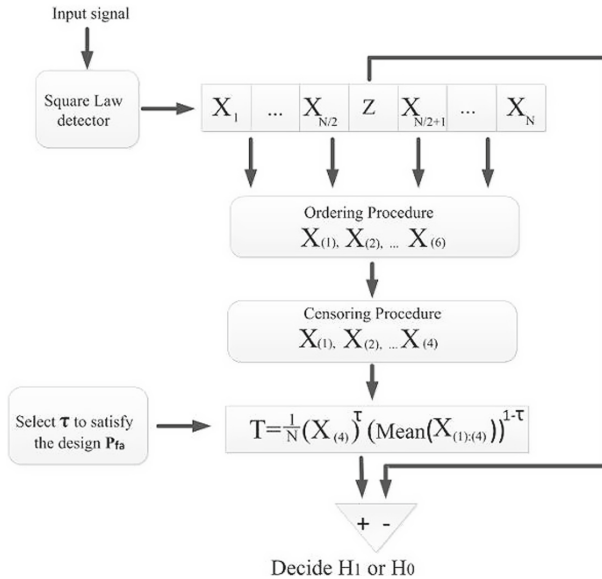 Input signal
Square Law
detector
X1 ... XN/2 Z XN/2+1 ... XN
Ordering Procedure
X(1), X(2), ... X(6)
Censoring Procedure
X(1), X(2), ... X(4)
Select τ to satisfy
the design Pfa
T=1/N(X(4))^τ(Mean(X(1):(4)))^1-τ
+ -
Decide H1 or H0